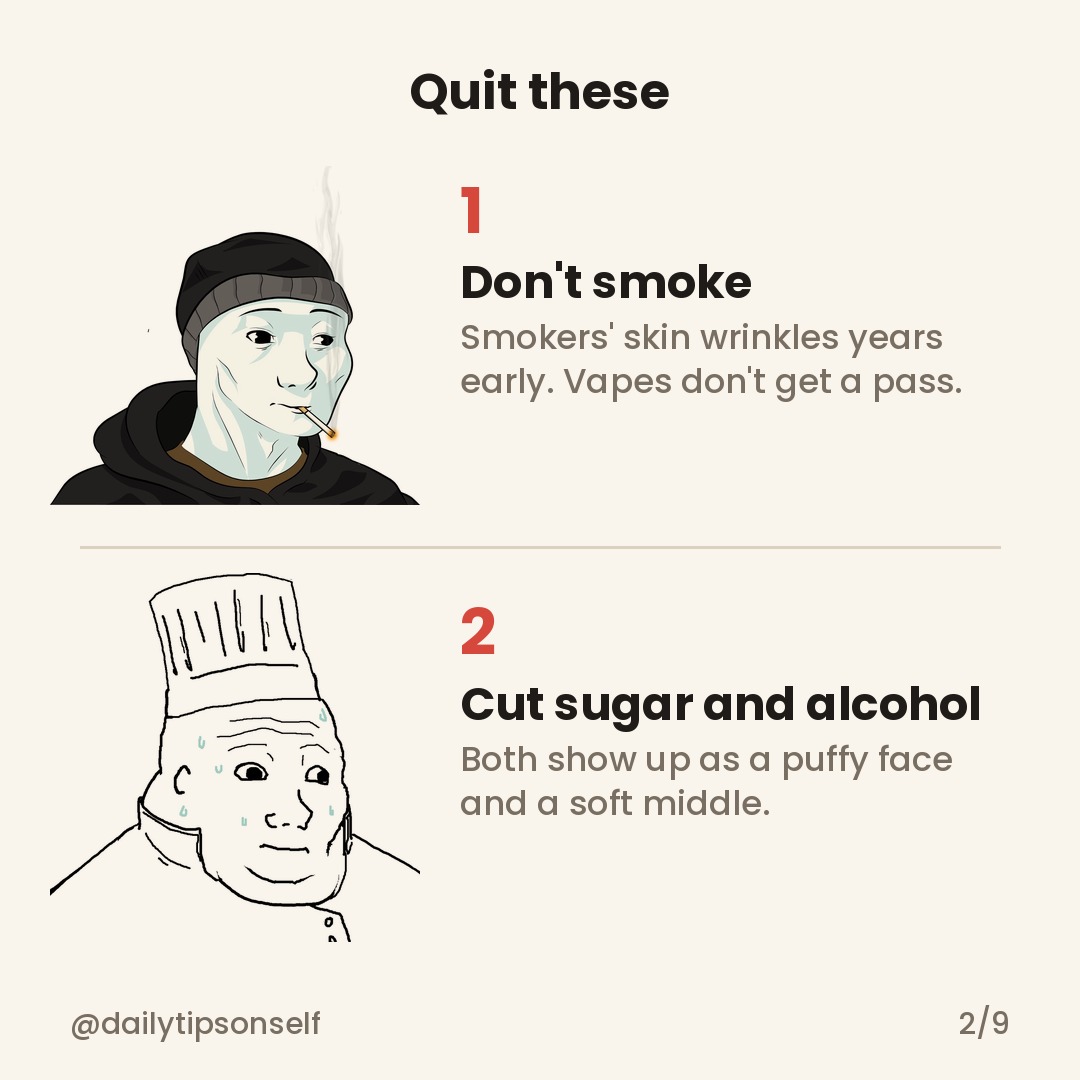 Quit these
1
Don't smoke
Smokers' skin wrinkles years
early. Vapes don't get a pass.
2
Cut sugar and alcohol
Both show up as a puffy face
and a soft middle.
@dailytipsonself
2/9